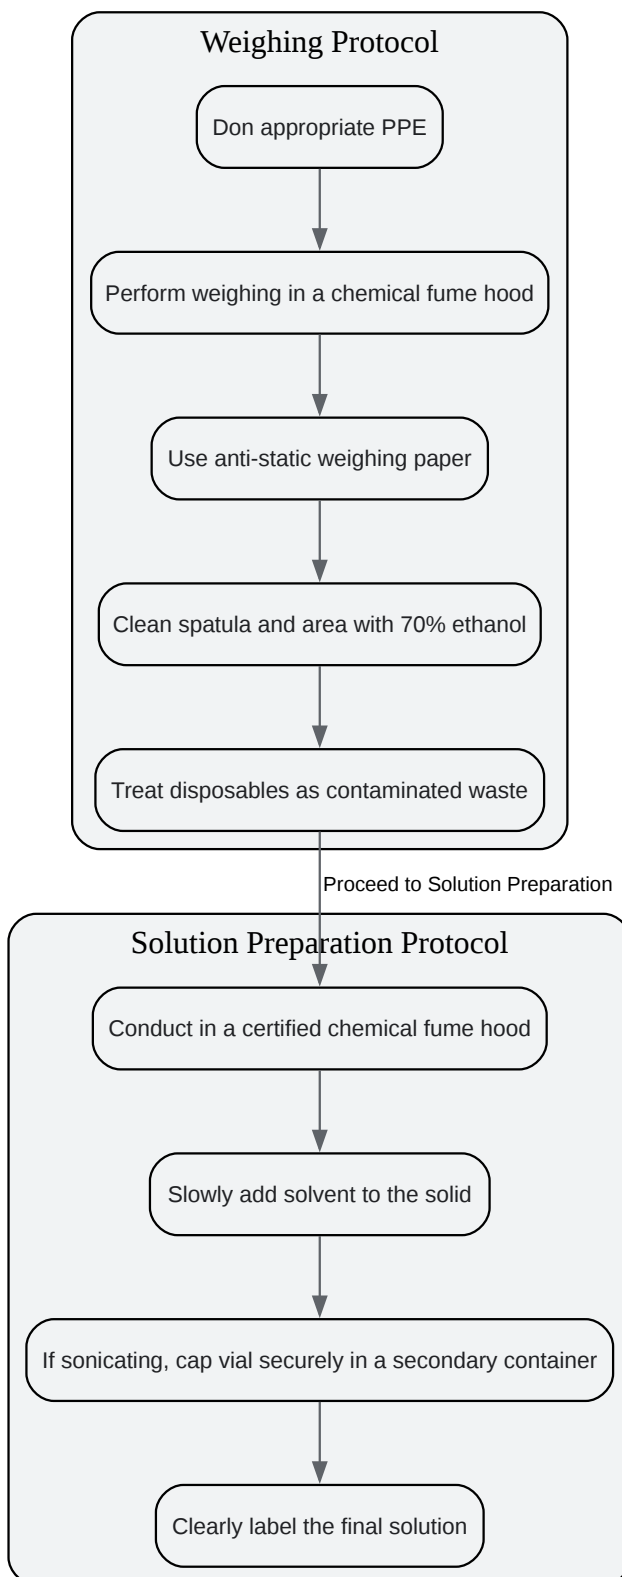 Weighing Protocol
Don appropriate PPE
Perform weighing in a chemical fume hood
Use anti-static weighing paper
Clean spatula and area with 70% ethanol
Treat disposables as contaminated waste
Proceed to Solution Preparation
Solution Preparation Protocol
Conduct in a certified chemical fume hood
Slowly add solvent to the solid
If sonicating, cap vial securely in a secondary container
Clearly label the final solution